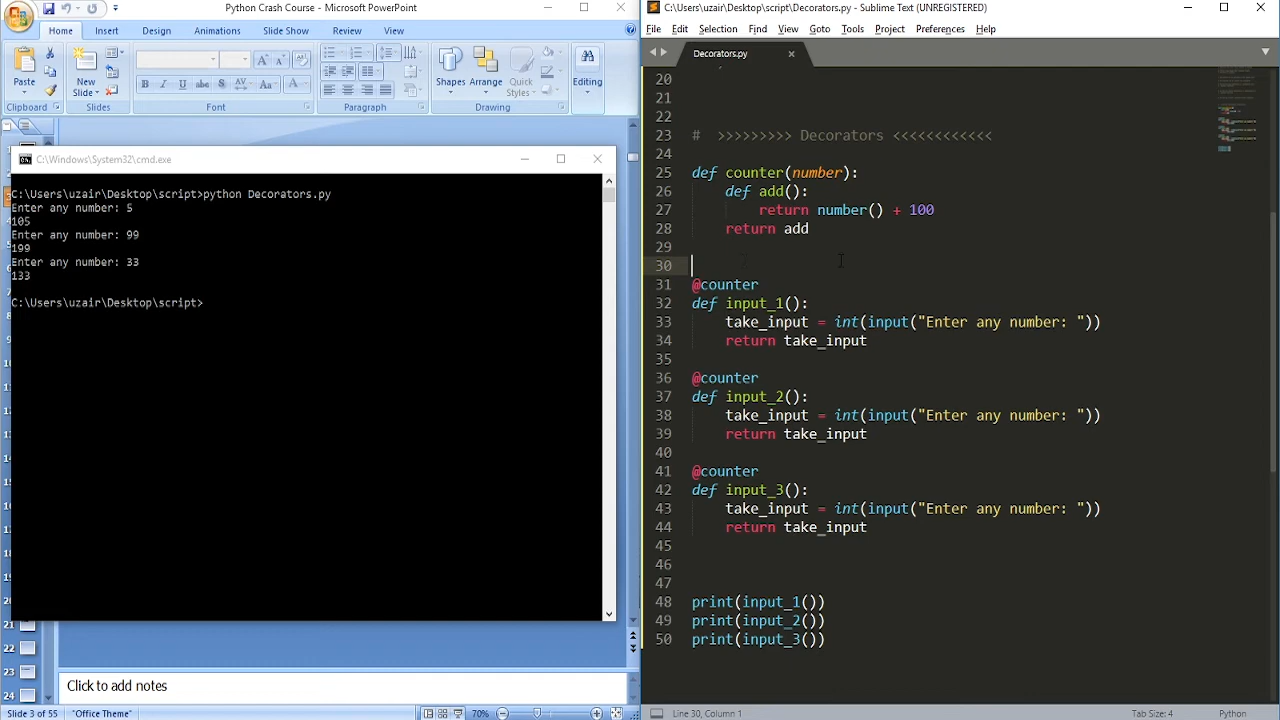 Python Crash Course - Microsoft PowerPoint
Home
Insert
Design
Animations
Slide Show
Review
View
Paste
New
Slide
Shapes
Arrange
Quick
Styles
Editing
Clipboard
Slides
Font
Paragraph
Drawing
C:\Windows\System32\cmd.exe
C:\Users\uzair\Desktop\script>python Decorators.py
Enter any number: 5
105
Enter any number: 99
199
Enter any number: 33
133
C:\Users\uzair\Desktop\script>
20
21
22
23
24
Click to add notes
Slide 3 of 55
"Office Theme"
70%
C:\Users\uzair\Desktop\script\Decorators.py - Sublime Text (UNREGISTERED)
File Edit Selection Find View Goto Tools Project Preferences Help
Decorators.py
20
21
22
23 # >>>>>>>>> Decorators <<<<<<<<<<<<
24
25 def counter(number):
26 def add():
27 return number() + 100
28 return add
29
30
31 @counter
32 def input_1():
33 take_input = int(input("Enter any number: "))
34 return take_input
35
36 @counter
37 def input_2():
38 take_input = int(input("Enter any number: "))
39 return take_input
40
41 @counter
42 def input_3():
43 take_input = int(input("Enter any number: "))
44 return take_input
45
46
47
48 print(input_1())
49 print(input_2())
50 print(input_3())
Line 30, Column 1
Tab Size: 4
Python